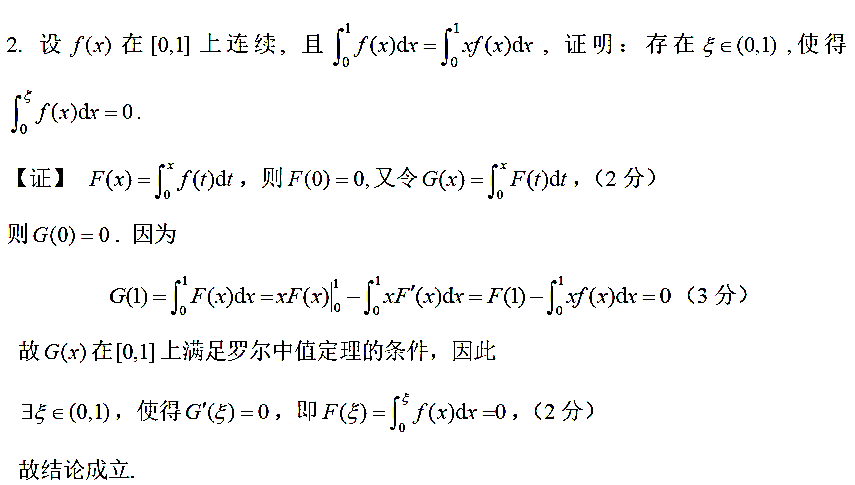 2. 设 f(x) 在 [0,1] 上连续, 且 ∫₀¹ f(x)dx = ∫₀¹ xf(x)dx , 证明: 存在 ξ∈(0,1) ,使得
∫₀^ξ f(x)dx = 0 .
【证】 F(x) = ∫₀ˣ f(t)dt , 则 F(0) = 0, 又令 G(x) = ∫₀ˣ F(t)dt ,(2 分)
则 G(0) = 0 . 因为
G(1) = ∫₀¹ F(x)dx = xF(x)|₀¹ − ∫₀¹ xF′(x)dx = F(1) − ∫₀¹ xf(x)dx = 0 (3 分)
故 G(x) 在 [0,1] 上满足罗尔中值定理的条件, 因此
∃ξ∈(0,1) , 使得 G′(ξ) = 0 , 即 F(ξ) = ∫₀^ξ f(x)dx =0 ,(2 分)
故结论成立.